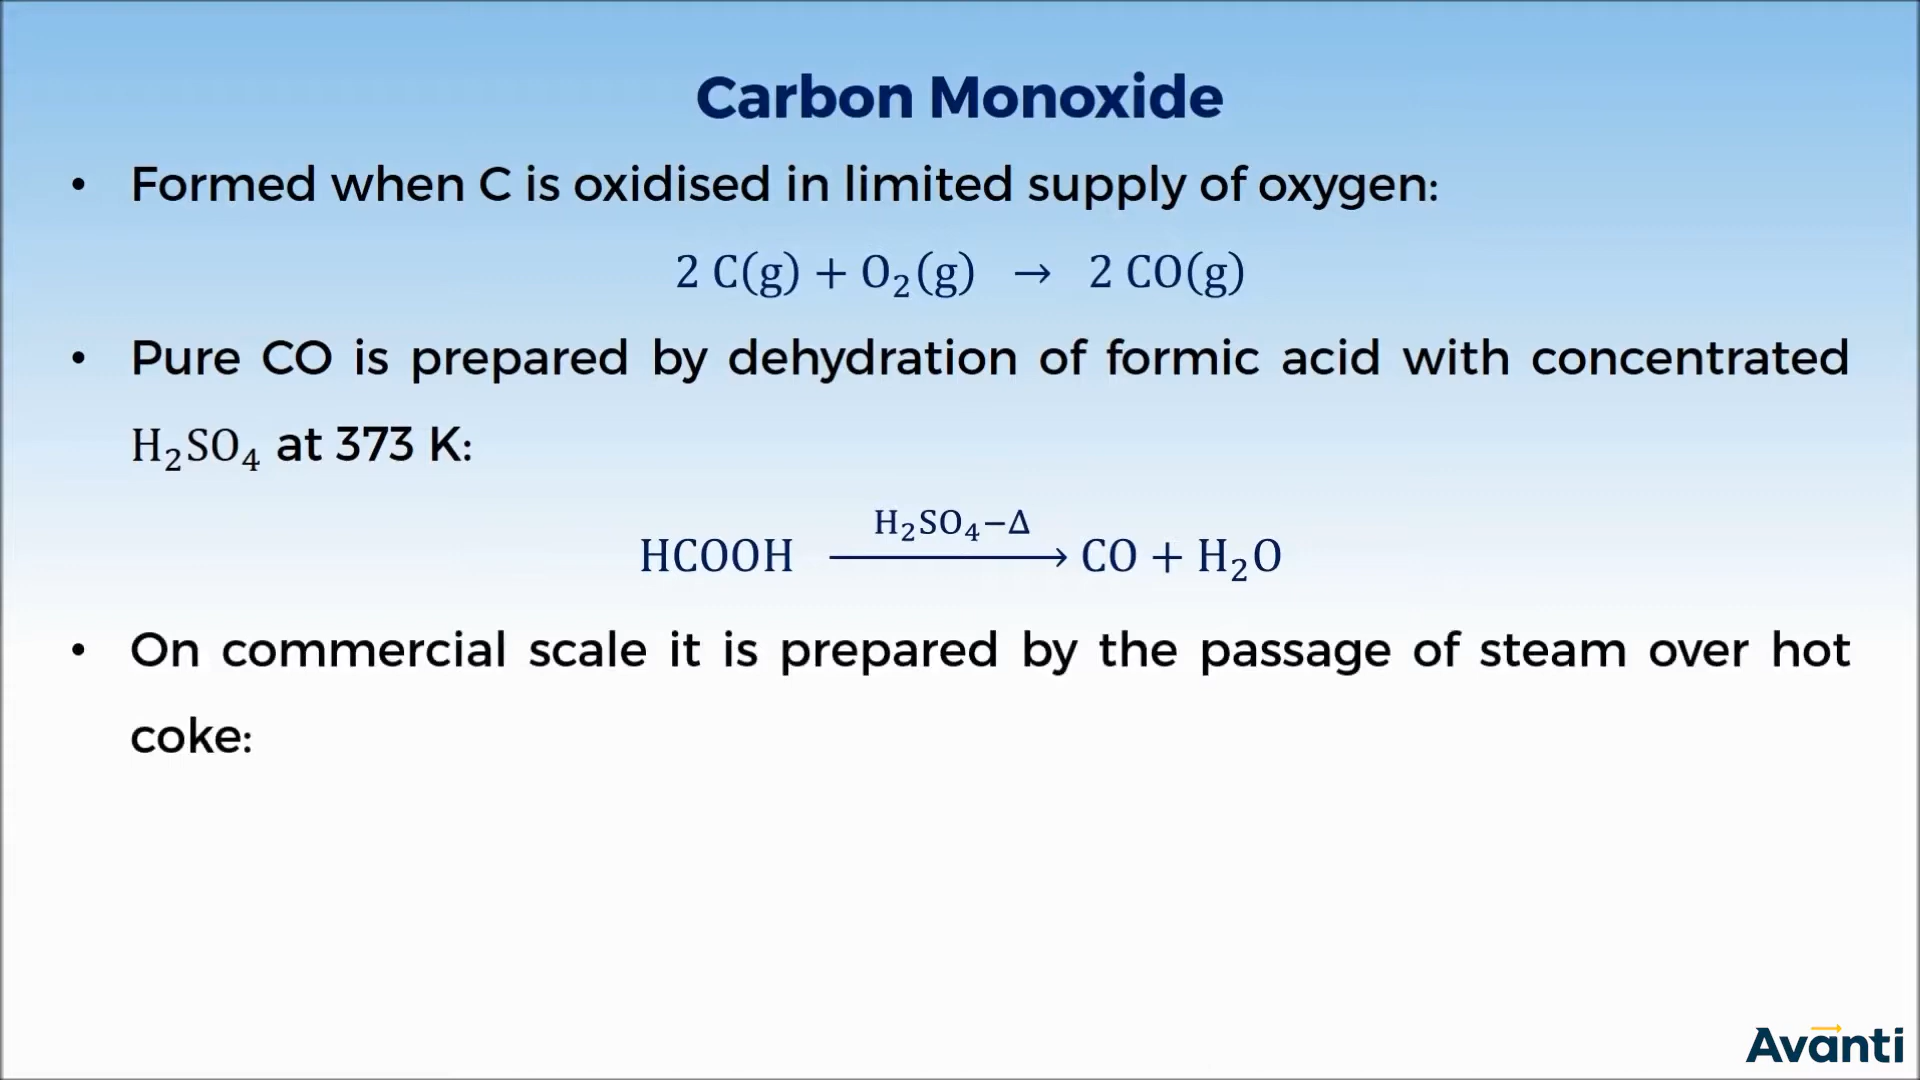 Carbon Monoxide
• Formed when C is oxidised in limited supply of oxygen:
2 C(g) + O₂(g) → 2 CO(g)
• Pure CO is prepared by dehydration of formic acid with concentrated
H₂SO₄ at 373 K:
H₂SO₄−Δ
HCOOH ⟶ CO + H₂O
• On commercial scale it is prepared by the passage of steam over hot
coke:
Avanti